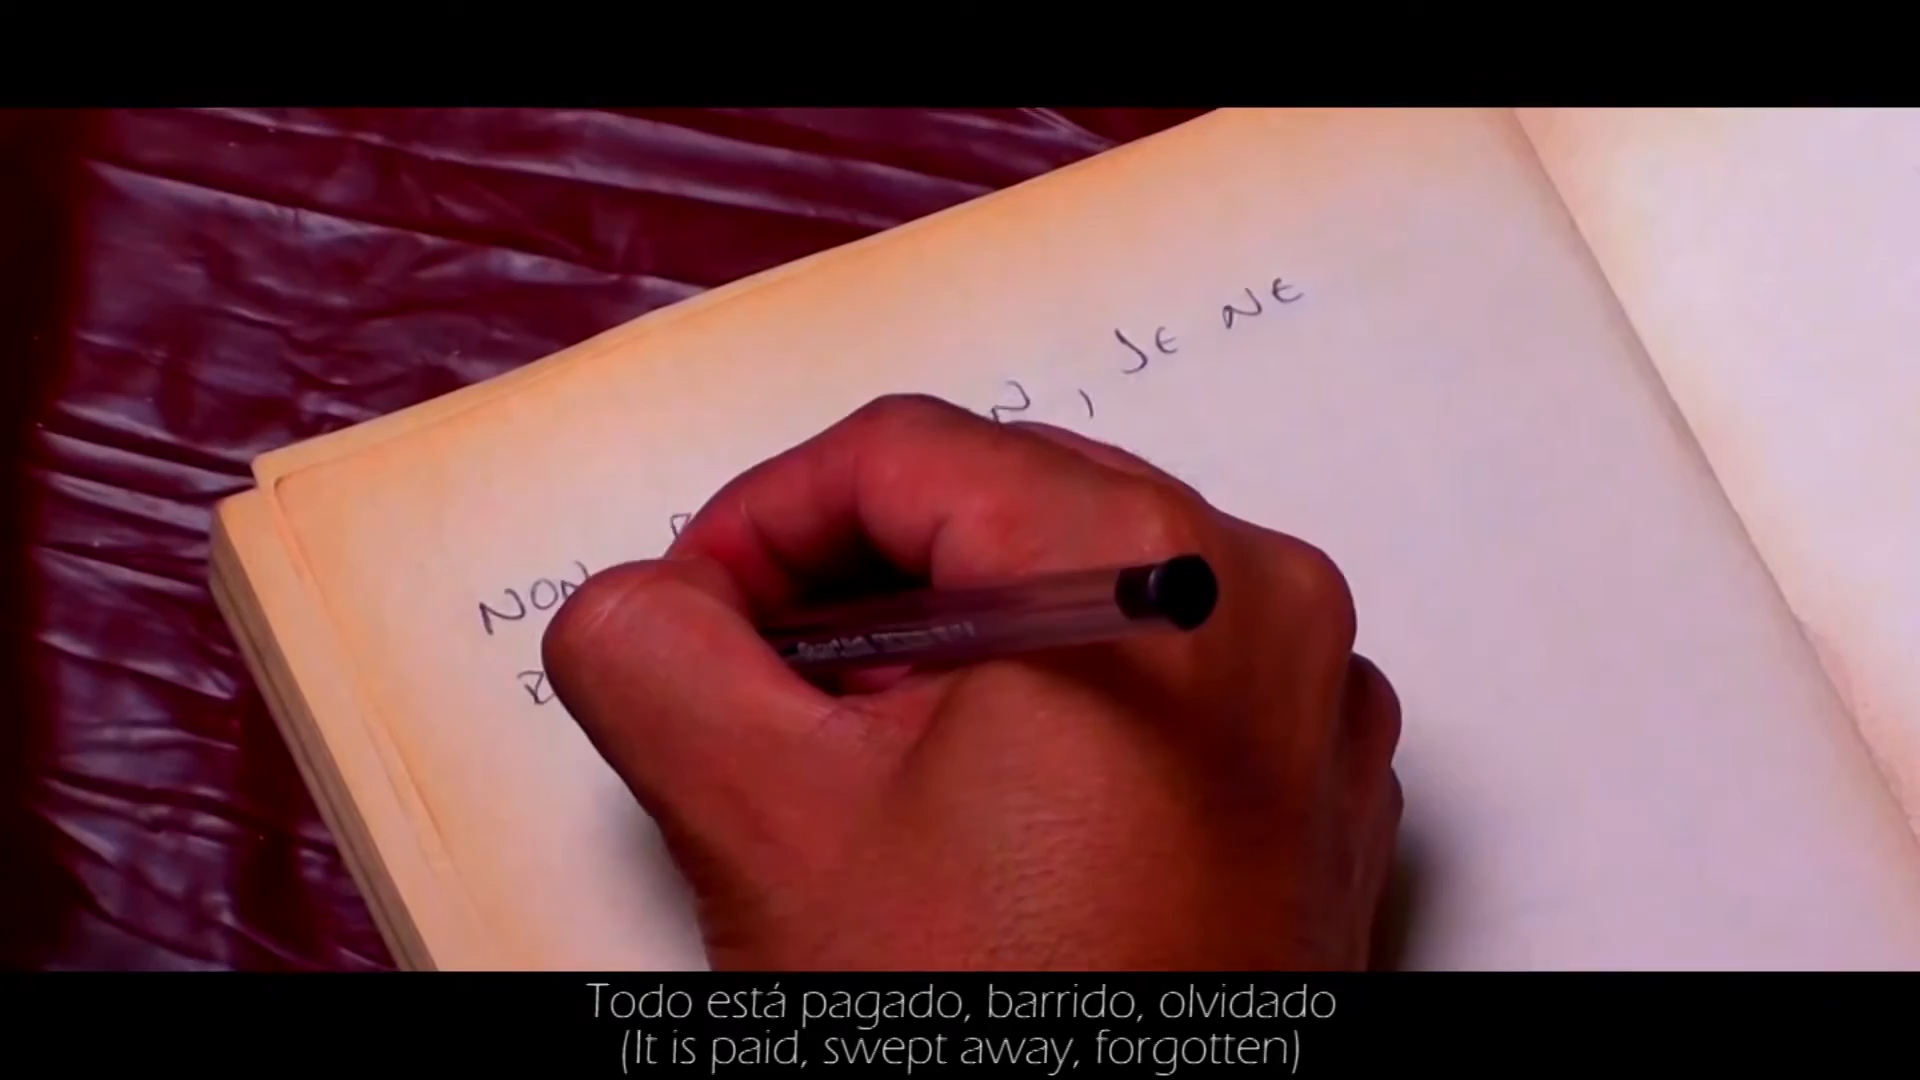 NON , JE NE
Todo está pagado, barrido, olvidado
(It is paid, swept away, forgotten)